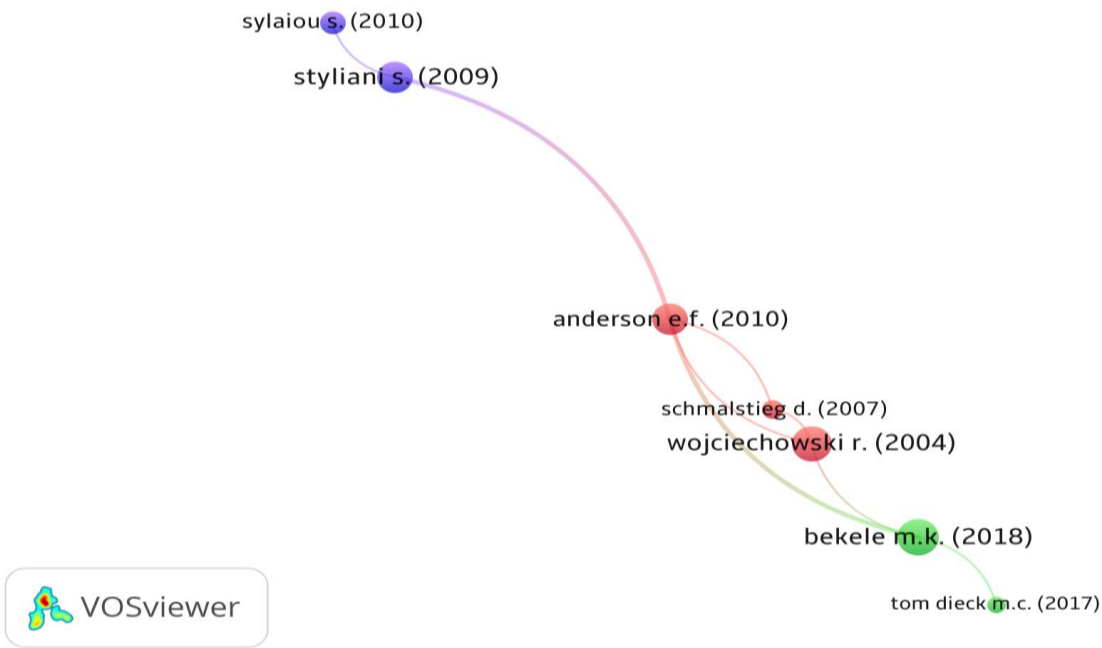 sylaiou s. (2010)
styliani s. (2009)
anderson e.f. (2010)
schmalstieg d. (2007)
wojciechowski r. (2004)
bekele m.k. (2018)
tom dieck m.c. (2017)
VOSviewer